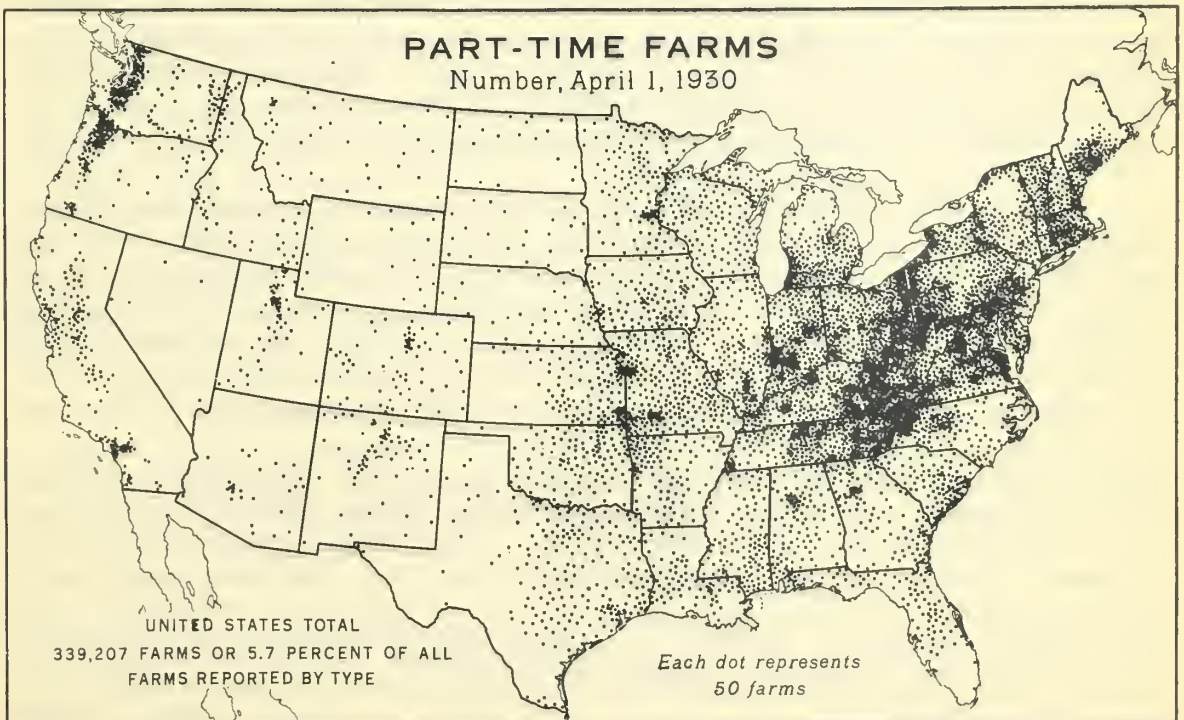 PART-TIME FARMS
Number, April 1, 1930
UNITED STATES TOTAL
339,207 FARMS OR 5.7 PERCENT OF ALL
FARMS REPORTED BY TYPE
Each dot represents
50 farms